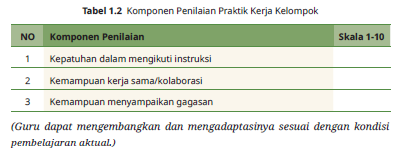 Tabel 1.2 Komponen Penilaian Praktik Kerja Kelompok
NO Komponen Penilaian Skala 1-10
1 Kepatuhan dalam mengikuti instruksi
2 Kemampuan kerja sama/kolaborasi
3 Kemampuan menyampaikan gagasan
(Guru dapat mengembangkan dan mengadaptasinya sesuai dengan kondisi
pembelajaran aktual.)